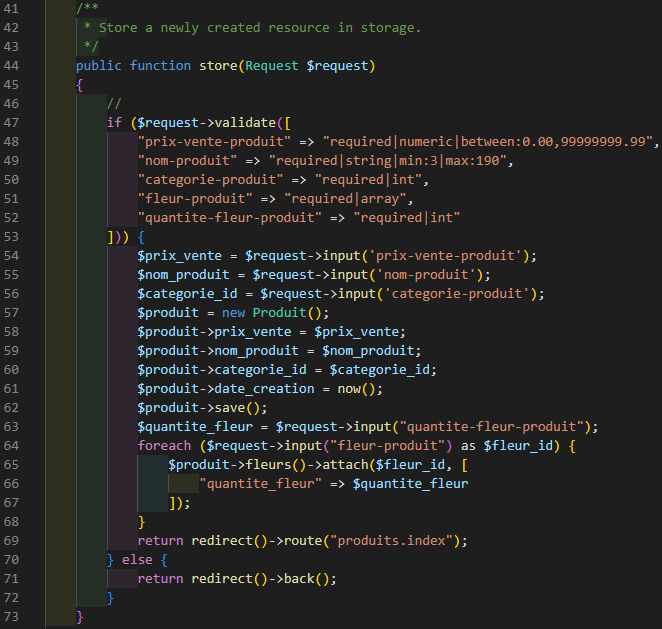 41 /**
42 * Store a newly created resource in storage.
43 */
44 public function store(Request $request)
45 {
46 //
47 if ($request->validate([
48 "prix-vente-produit" => "required|numeric|between:0.00,99999999.99",
49 "nom-produit" => "required|string|min:3|max:190",
50 "categorie-produit" => "required|int",
51 "fleur-produit" => "required|array",
52 "quantite-fleur-produit" => "required|int"
53 ])) {
54 $prix_vente = $request->input('prix-vente-produit');
55 $nom_produit = $request->input('nom-produit');
56 $categorie_id = $request->input('categorie-produit');
57 $produit = new Produit();
58 $produit->prix_vente = $prix_vente;
59 $produit->nom_produit = $nom_produit;
60 $produit->categorie_id = $categorie_id;
61 $produit->date_creation = now();
62 $produit->save();
63 $quantite_fleur = $request->input("quantite-fleur-produit");
64 foreach ($request->input("fleur-produit") as $fleur_id) {
65 $produit->fleurs()->attach($fleur_id, [
66 "quantite_fleur" => $quantite_fleur
67 ]);
68 }
69 return redirect()->route("produits.index");
70 } else {
71 return redirect()->back();
72 }
73 }